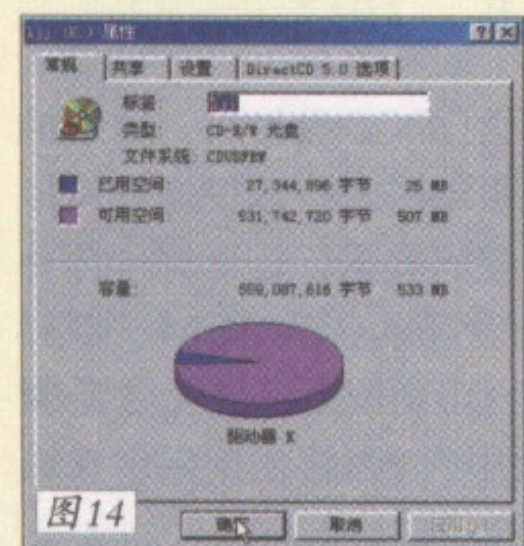 (K:) 属性
常规 共享 设置 DirectCD 5.0 选项
标签
类型: CD-R/W 光盘
文件系统: CDUDFRW
已用空间: 27,344,896 字节 26 MB
可用空间: 531,742,720 字节 507 MB
容量: 559,087,616 字节 533 MB
驱动器 K
图14
确定 取消 应用(A)